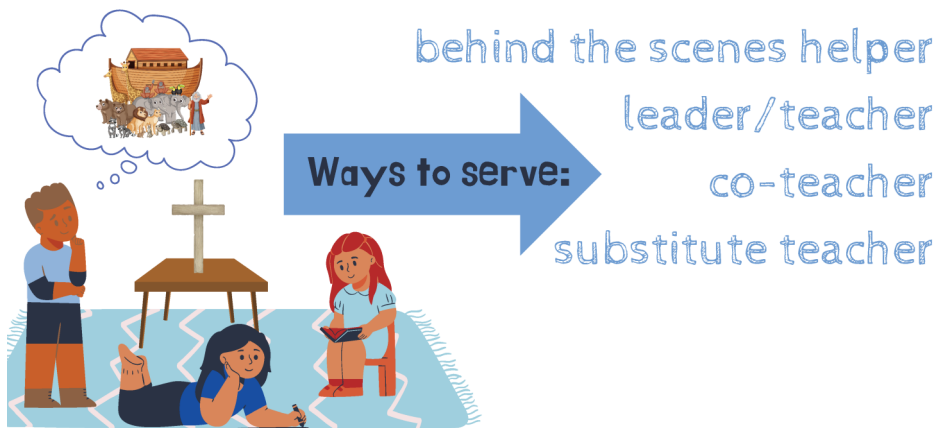 behind the scenes helper
leader/teacher
Ways to serve:
co-teacher
substitute teacher